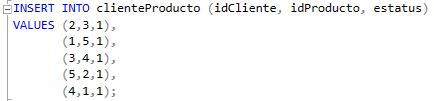 INSERT INTO clienteProducto (idCliente, idProducto, estatus)
VALUES (2,3,1),
(1,5,1),
(3,4,1),
(5,2,1),
(4,1,1);